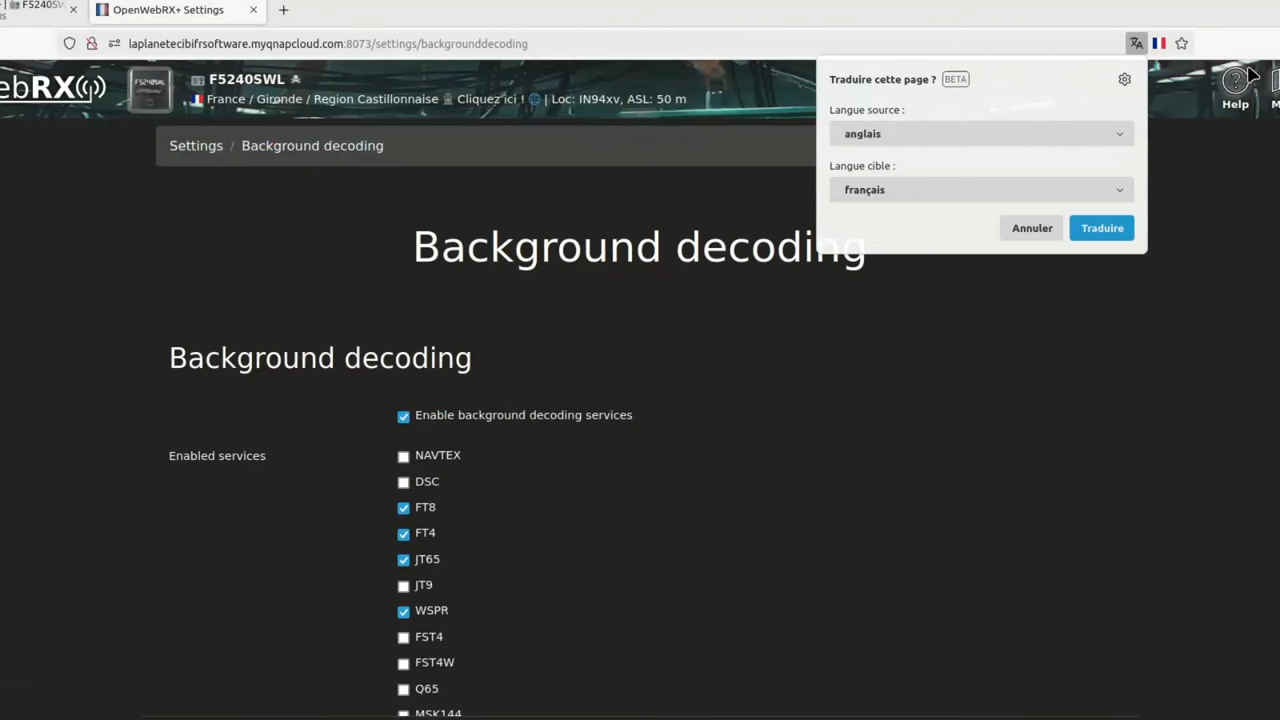 F5240SW
OpenWebRX+ Settings
laplanetecibifrsoftware.myqnapcloud.com:8073/settings/backgrounddecoding
ebRX
F5240SWL
France / Gironde / Region Castillonnaise Cliquez ici ! | Loc: IN94xv, ASL: 50 m
Help
Traduire cette page ? BETA
Langue source :
anglais
Langue cible :
français
Annuler Traduire
Settings / Background decoding
Background decoding
Background decoding
Enable background decoding services
Enabled services
NAVTEX
DSC
FT8
FT4
JT65
JT9
WSPR
FST4
FST4W
Q65
MSK144